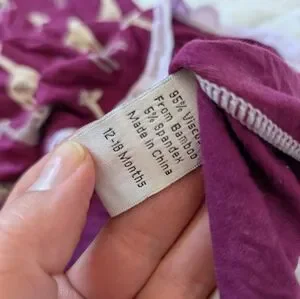 95% Viscose
From Bamboo
5% Spandex
Made in China
12-18 Months